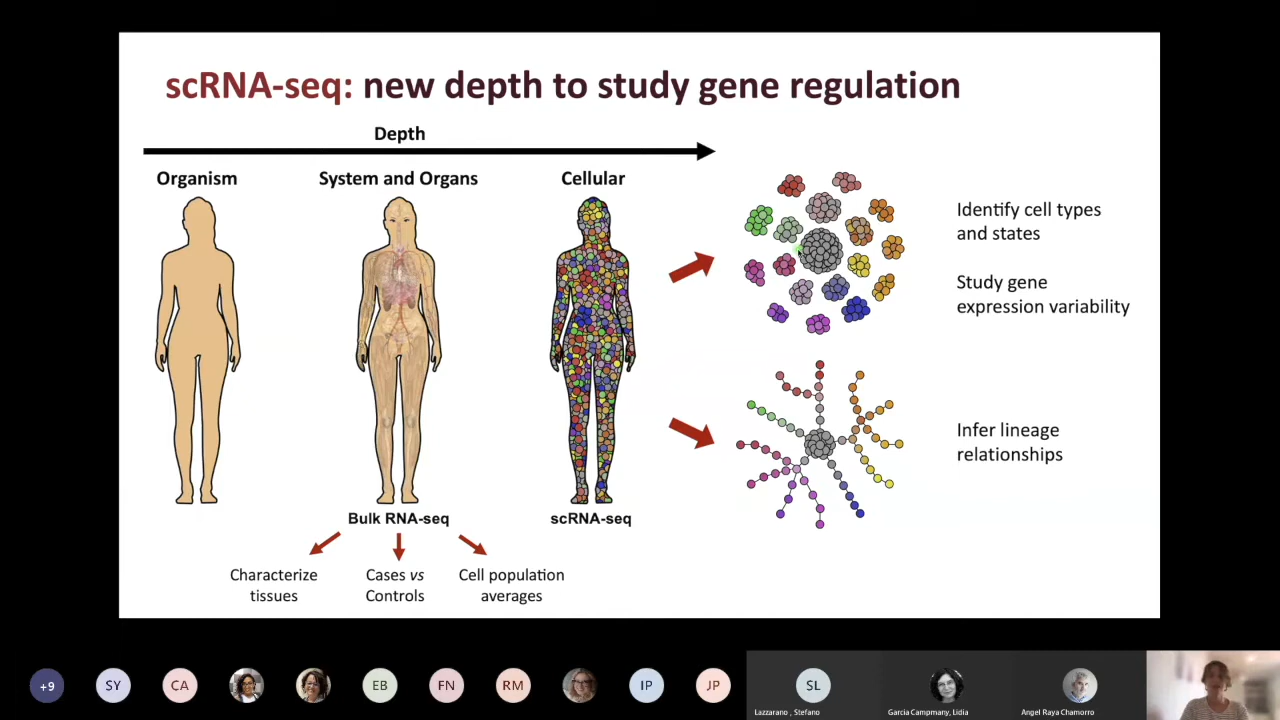 scRNA-seq: new depth to study gene regulation
Depth
Organism
System and Organs
Cellular
Identify cell types
and states
Study gene
expression variability
Infer lineage
relationships
Bulk RNA-seq
scRNA-seq
Characterize
tissues
Cases vs
Controls
Cell population
averages
+9
SY
CA
EB
FN
RM
IP
JP
SL
Lazzarano , Stefano
Garcia Campmany, Lidia
Angel Raya Chamorro